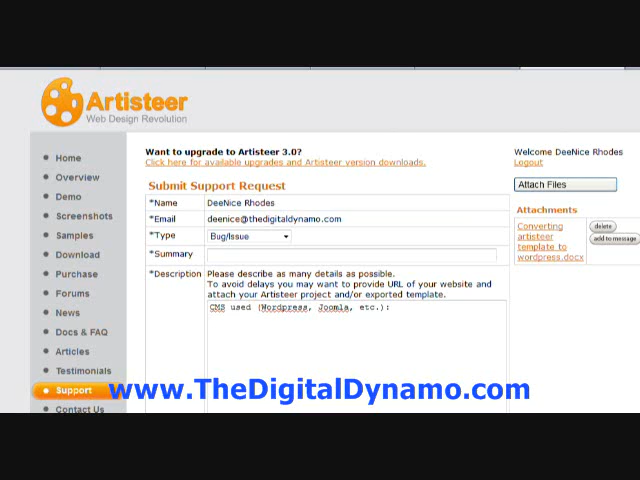 Artisteer
Web Design Revolution
Home
Overview
Demo
Screenshots
Samples
Download
Purchase
Forums
News
Docs & FAQ
Articles
Testimonials
Support
Contact Us
Want to upgrade to Artisteer 3.0?
Click here for available upgrades and Artisteer version downloads.
Submit Support Request
*Name DeeNice Rhodes
*Email deenice@thedigitaldynamo.com
*Type Bug/Issue
*Summary
*Description Please describe as many details as possible.
To avoid delays you may want to provide URL of your website and
attach your Artisteer project and/or exported template.
CMS used (Wordpress, Joomla, etc.):
Welcome DeeNice Rhodes
Logout
Attach Files
Attachments
Converting
artisteer
template to
wordpress.docx
delete
add to message
www.TheDigitalDynamo.com